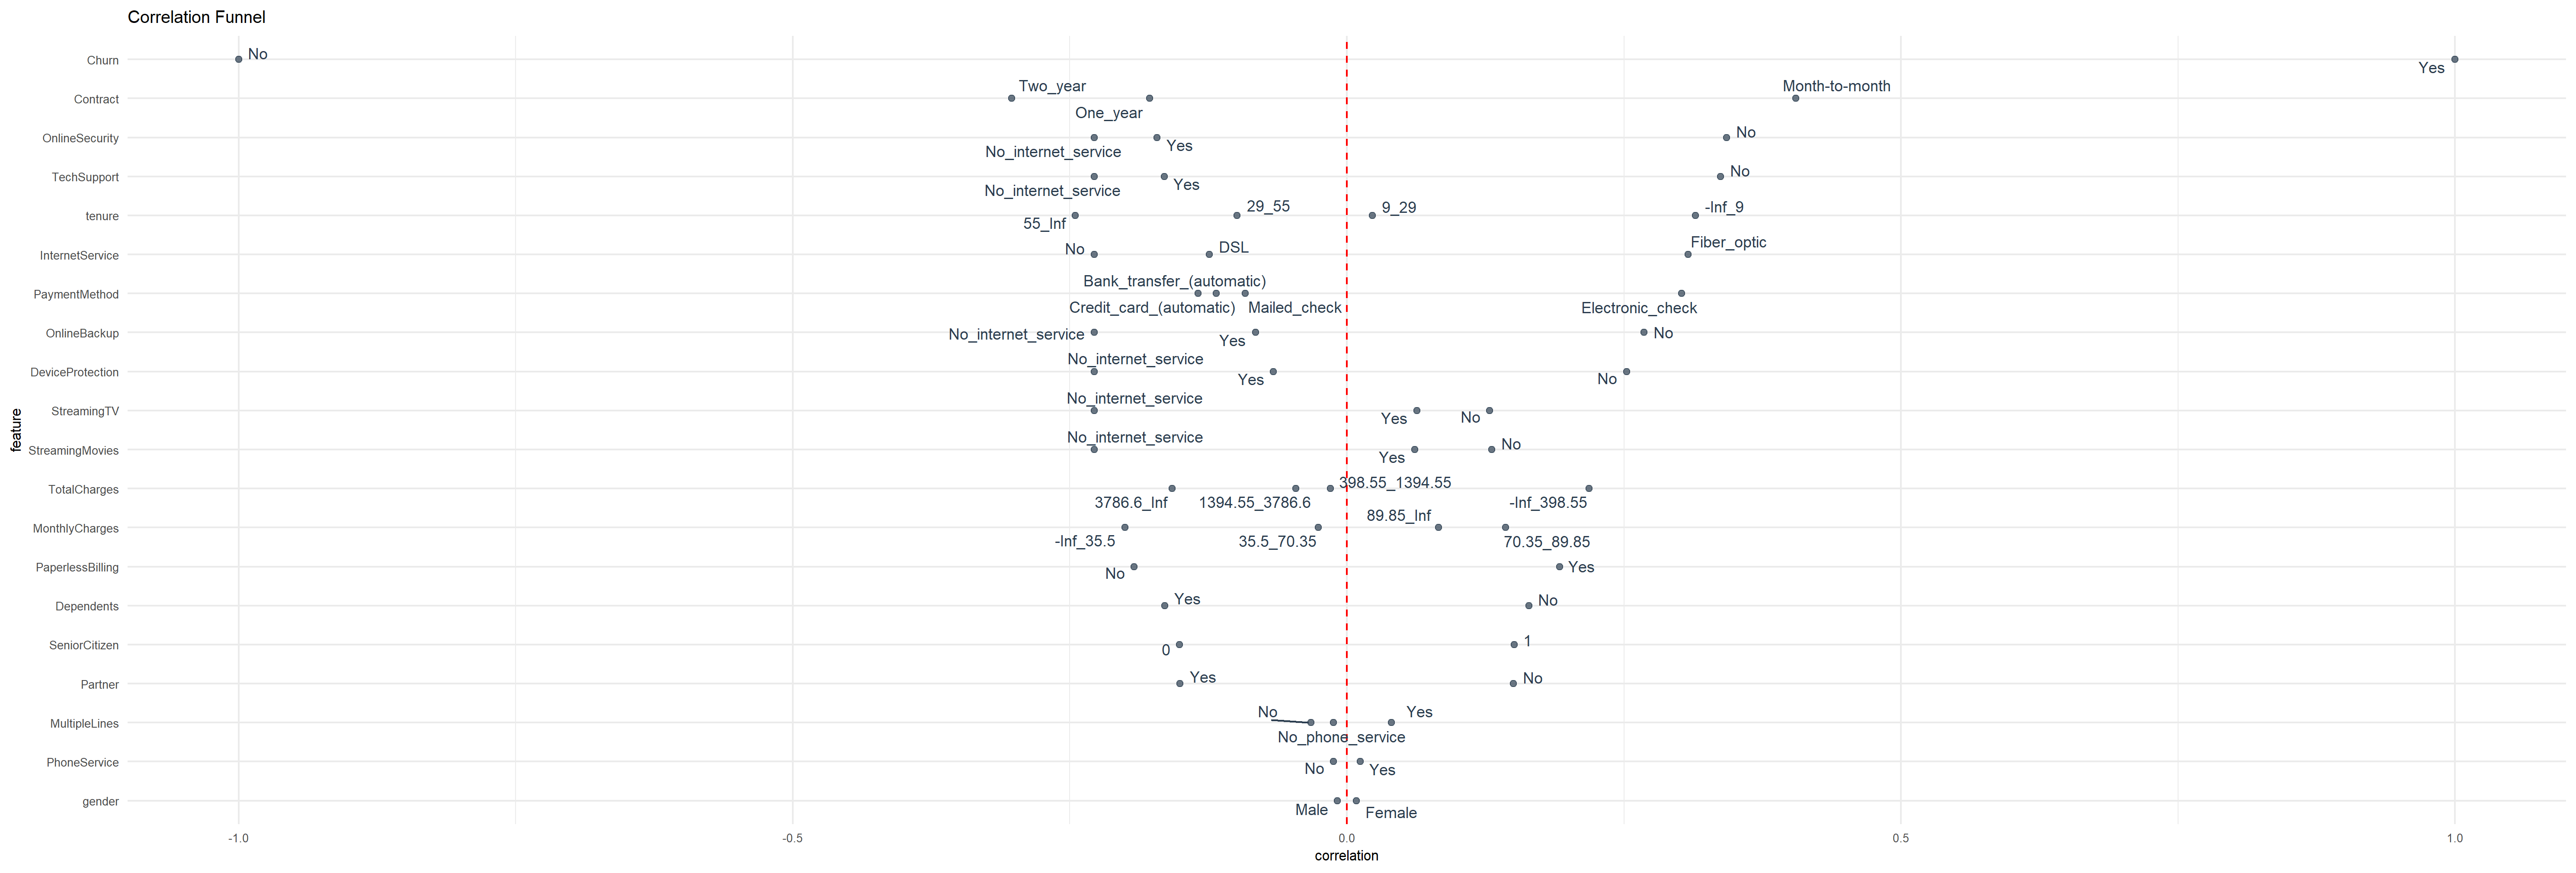 Correlation Funnel
Churn
No
Yes
Contract
Two_year
One_year
Month-to-month
OnlineSecurity
No_internet_service
Yes
No
TechSupport
No_internet_service
Yes
No
tenure
55_Inf
29_55
9_29
-Inf_9
InternetService
No
DSL
Fiber_optic
PaymentMethod
Bank_transfer_(automatic)
Credit_card_(automatic)
Mailed_check
Electronic_check
OnlineBackup
No_internet_service
Yes
No
DeviceProtection
No_internet_service
Yes
No
StreamingTV
No_internet_service
Yes
No
StreamingMovies
No_internet_service
Yes
No
TotalCharges
3786.6_Inf
1394.55_3786.6
398.55_1394.55
-Inf_398.55
MonthlyCharges
-Inf_35.5
35.5_70.35
89.85_Inf
70.35_89.85
PaperlessBilling
No
Yes
Dependents
Yes
No
SeniorCitizen
0
1
Partner
Yes
No
MultipleLines
No
No_phone_service
Yes
PhoneService
No
Yes
gender
Male
Female
feature
-1.0
-0.5
0.0
0.5
1.0
correlation